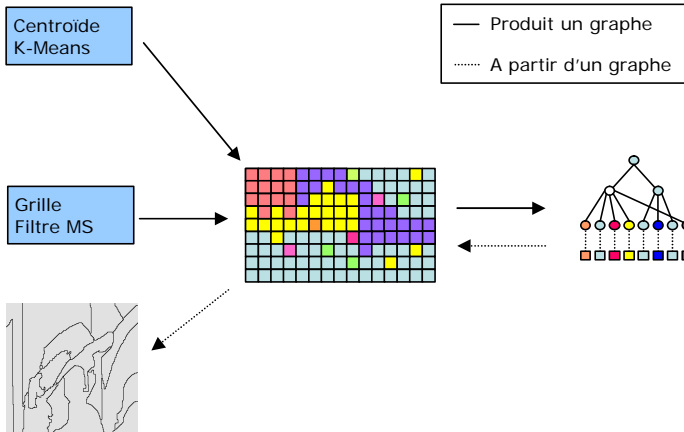 Centroïde
K-Means
Produit un graphe
A partir d'un graphe
Grille
Filtre MS